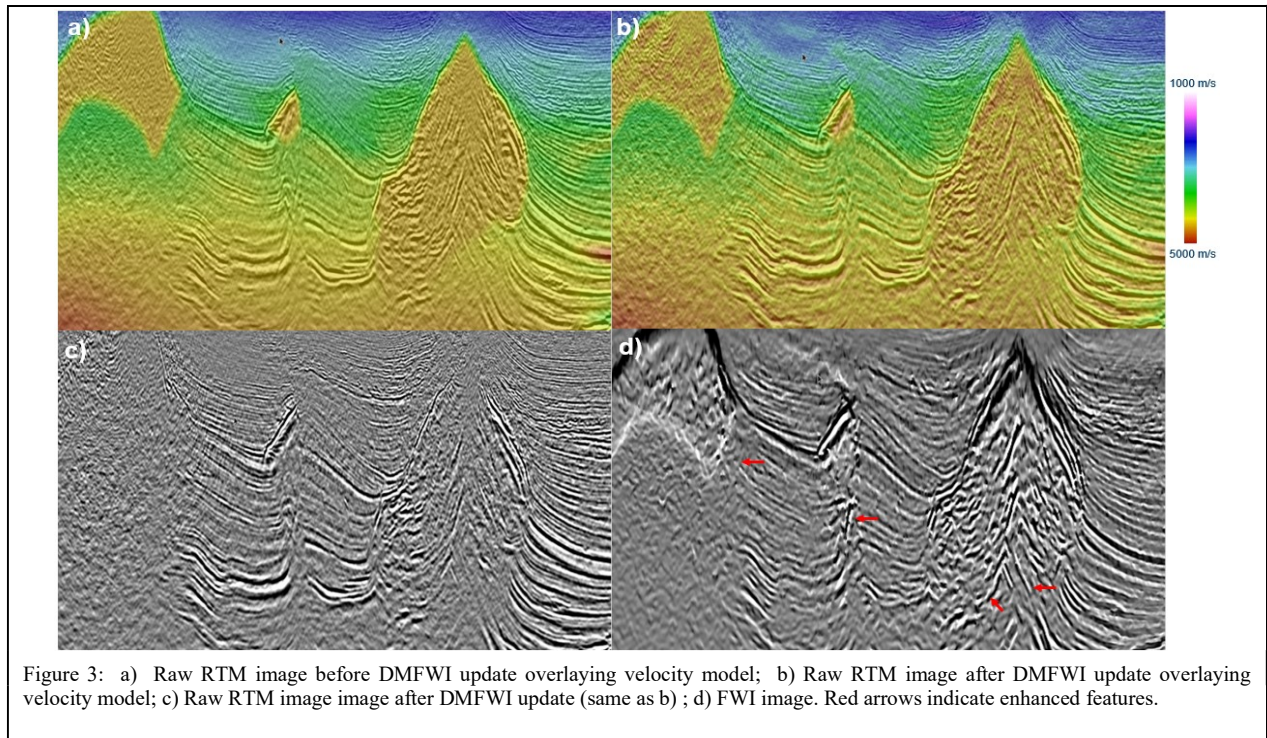 a)
b)
1000 m/s
5000 m/s
c)
d)
Figure 3: a) Raw RTM image before DMFWI update overlaying velocity model; b) Raw RTM image after DMFWI update overlaying
velocity model; c) Raw RTM image image after DMFWI update (same as b) ; d) FWI image. Red arrows indicate enhanced features.